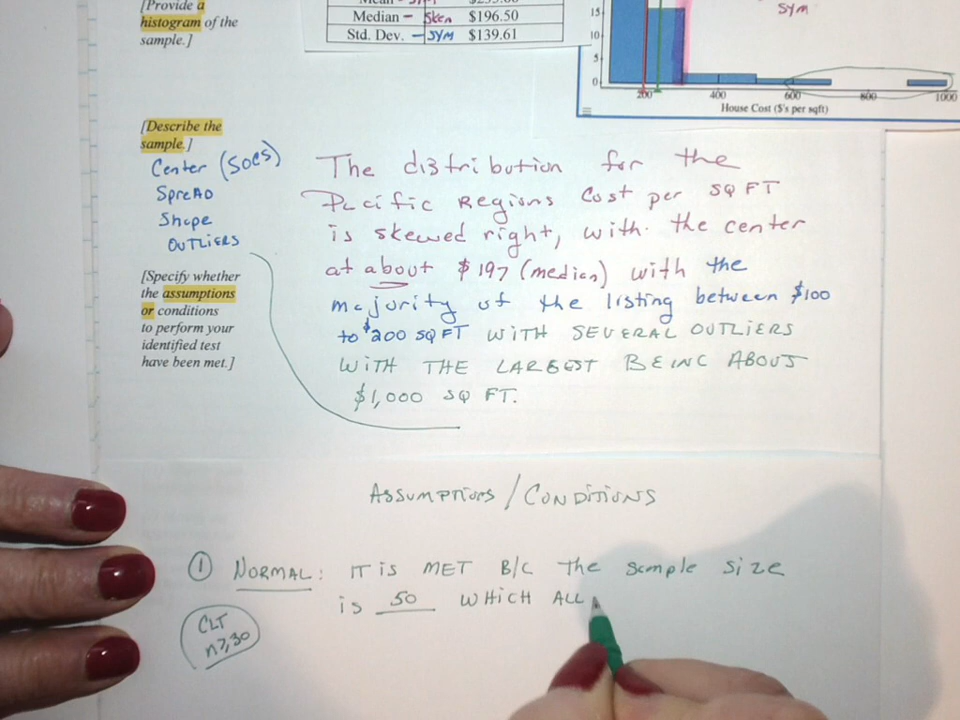 [Provide a
histogram of the
sample.]
Median – Skew $196.50
Std. Dev. – SYM $139.61
SYM
15
10
5
0
200 400 600 800 1000
House Cost ($'s per sqft)
[Describe the
sample.]
Center (SOCS)
Spread
Shape
OUTLIERS
The distribution for the
Pacific Regions Cost per SQ FT
is skewed right, with the center
at about $197 (median) with the
majority of the listing between $100
to $200 SQ FT WITH SEVERAL OUTLIERS
WITH THE LARGEST BEING ABOUT
$1,000 SQ FT.
[Specify whether
the assumptions
or conditions
to perform your
identified test
have been met.]
ASSUMPTIONS / CONDITIONS
① NORMAL: IT IS MET B/C the sample size
is 50 WHICH ALL
CLT
n≥30